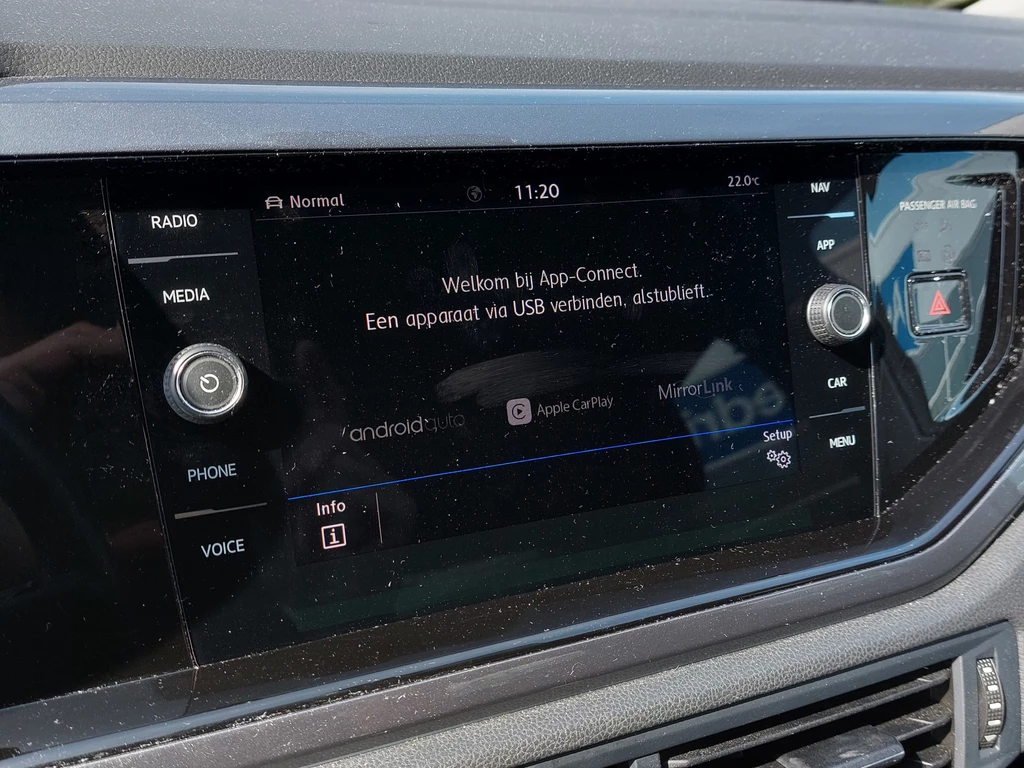 Normal
11:20
22.0°C
RADIO
MEDIA
PHONE
VOICE
Welkom bij App-Connect.
Een apparaat via USB verbinden, alstublieft.
androidauto
Apple CarPlay
MirrorLink
Info
i
Setup
NAV
APP
CAR
MENU
PASSENGER AIR BAG